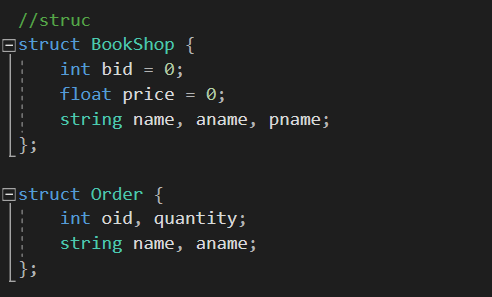 //struc
struct BookShop {
int bid = 0;
float price = 0;
string name, aname, pname;
};
struct Order {
int oid, quantity;
string name, aname;
};